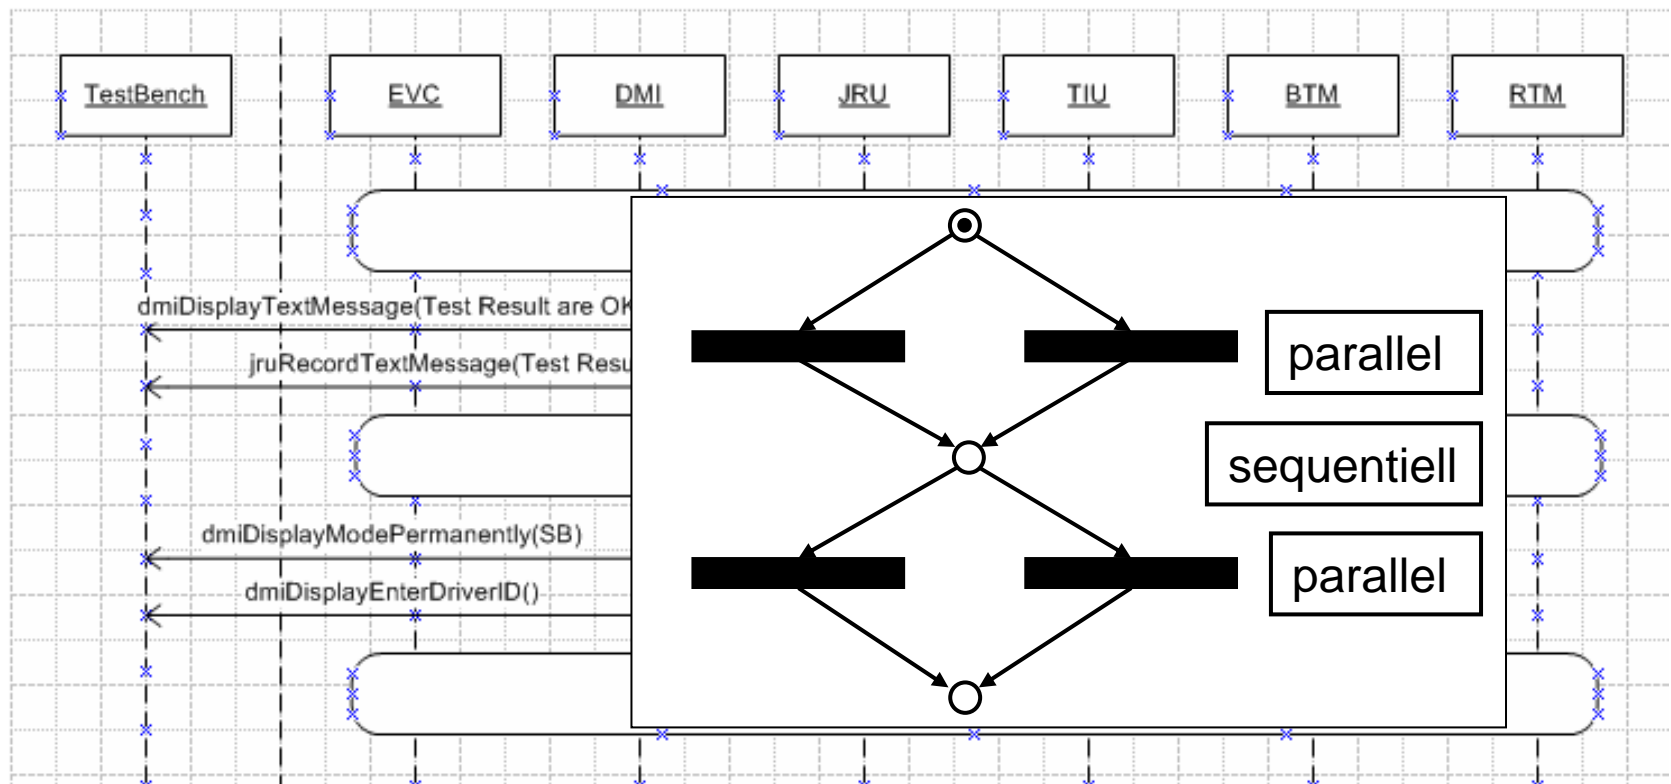 TestBench EVC DMI JRU TIU BTM RTM
dmiDisplayTextMessage(Test Result are OK
parallel
jruRecordTextMessage(Test Resu
sequentiell
dmiDisplayModePermanently(SB)
parallel
dmiDisplayEnterDriverID()